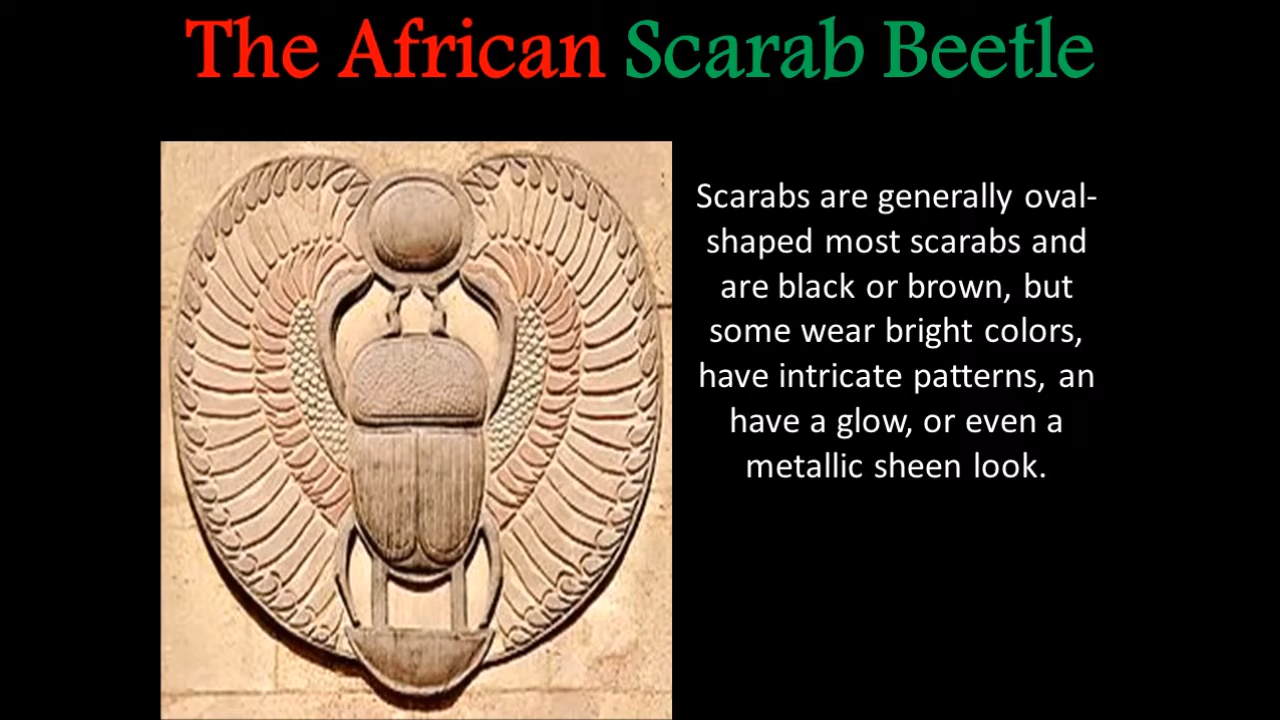 The African Scarab Beetle
Scarabs are generally oval-
shaped most scarabs and
are black or brown, but
some wear bright colors,
have intricate patterns, an
have a glow, or even a
metallic sheen look.